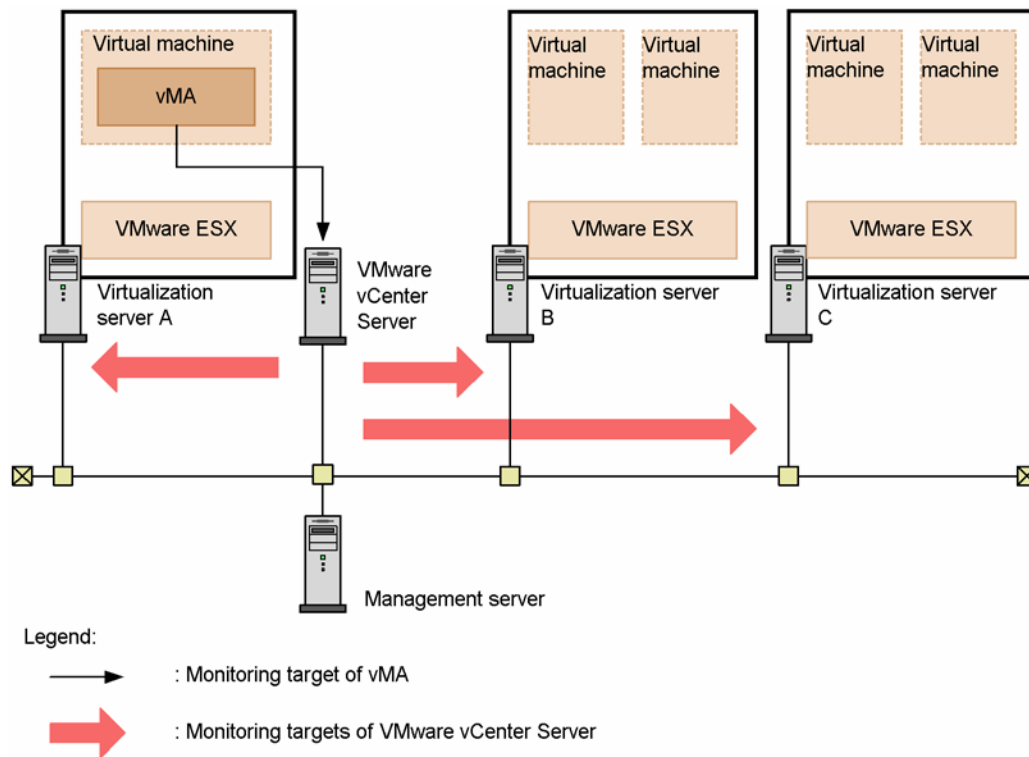 Virtual machine
vMA
VMware ESX
Virtualization
server A
VMware
vCenter
Server
Virtual
machine
Virtual
machine
VMware ESX
Virtualization server
B
Virtual
machine
Virtual
machine
VMware ESX
Virtualization server
C
Management server
Legend:
: Monitoring target of vMA
: Monitoring targets of VMware vCenter Server